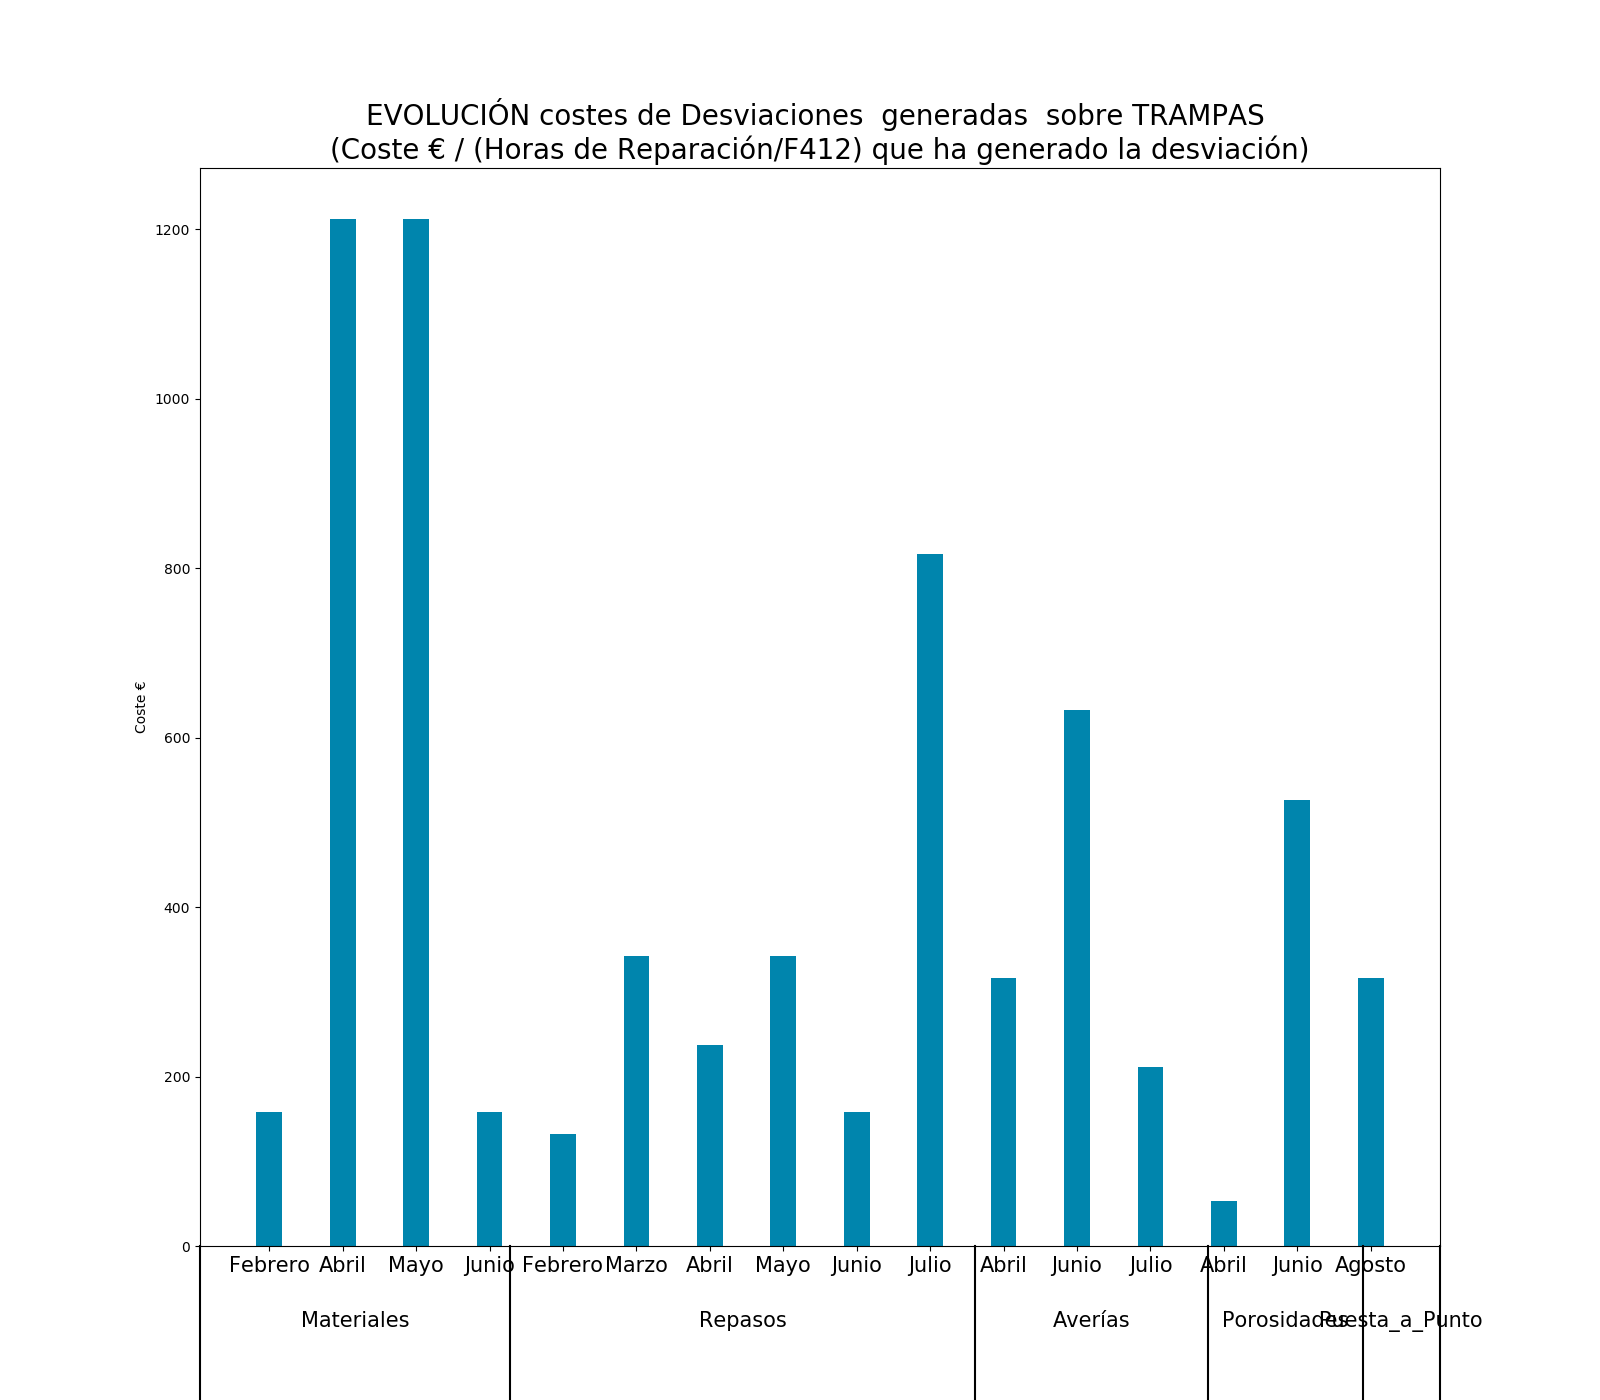 EVOLUCIÓN costes de Desviaciones  generadas  sobre TRAMPAS
(Coste € / (Horas de Reparación/F412) que ha generado la desviación)
1200
1000
800
600
400
200
0
Coste €
Febrero Abril Mayo Junio Febrero Marzo Abril Mayo Junio Julio Abril Junio Julio Abril Junio Agosto
Materiales Repasos Averías Porosidades Puesta_a_Punto